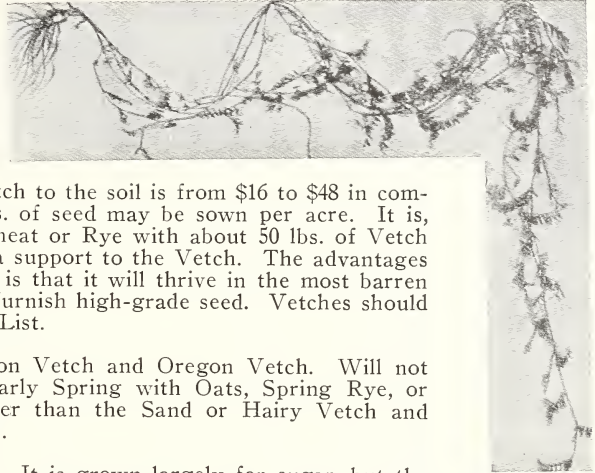 tch to the soil is from $16 to $48 in com-
s. of seed may be sown per acre. It is,
heat or Rye with about 50 lbs. of Vetch
a support to the Vetch. The advantages
is that it will thrive in the most barren
furnish high-grade seed. Vetches should
List.
on Vetch and Oregon Vetch. Will not
arly Spring with Oats, Spring Rye, or
er than the Sand or Hairy Vetch and
.
It is grown largely for sugar, but th